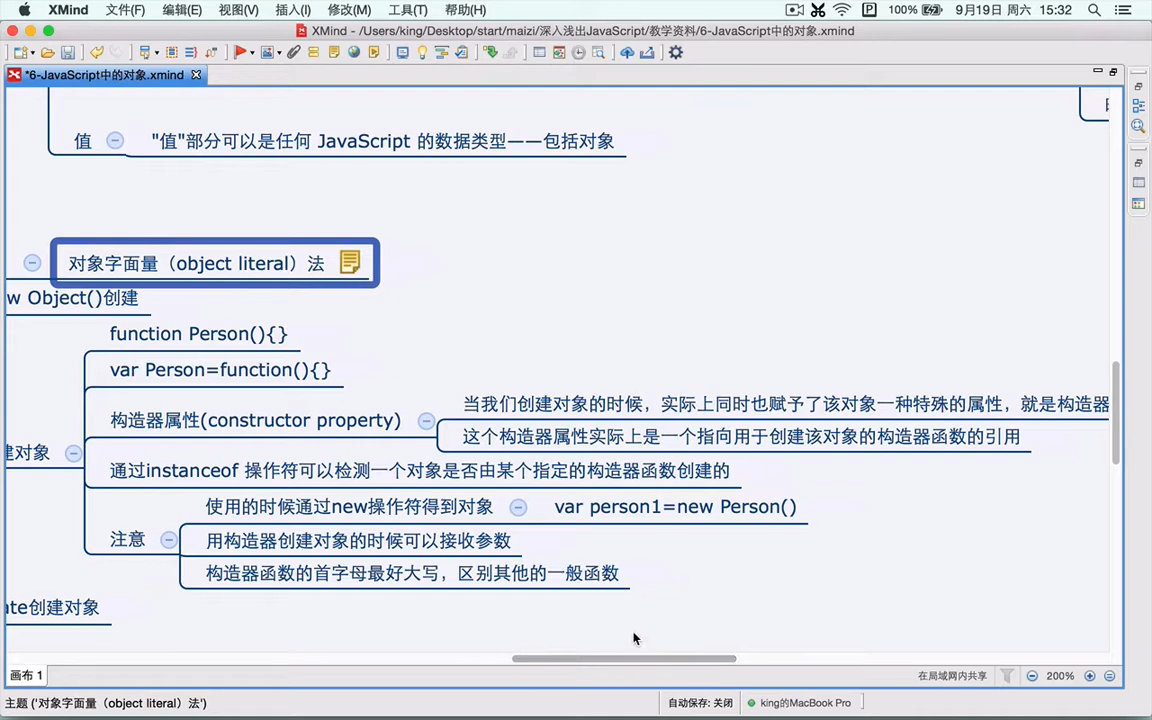 XMind 文件(F) 编辑(E) 视图(V) 插入(I) 修改(M) 工具(T) 帮助(H) 100% 9月19日 周六 15:32
XMind - /Users/king/Desktop/start/maizi/深入浅出JavaScript/教学资料/6-JavaScript中的对象.xmind
*6-JavaScript中的对象.xmind
值 "值"部分可以是任何 JavaScript 的数据类型——包括对象
对象字面量（object literal）法
w Object()创建
function Person(){}
var Person=function(){}
当我们创建对象的时候，实际上同时也赋予了该对象一种特殊的属性，就是构造器
构造器属性(constructor property)
这个构造器属性实际上是一个指向用于创建该对象的构造器函数的引用
建对象
通过instanceof 操作符可以检测一个对象是否由某个指定的构造器函数创建的
使用的时候通过new操作符得到对象 var person1=new Person()
注意
用构造器创建对象的时候可以接收参数
构造器函数的首字母最好大写，区别其他的一般函数
ate创建对象
画布 1 在局域网内共享 200%
主题 ('对象字面量（object literal）法') 自动保存: 关闭 king的MacBook Pro